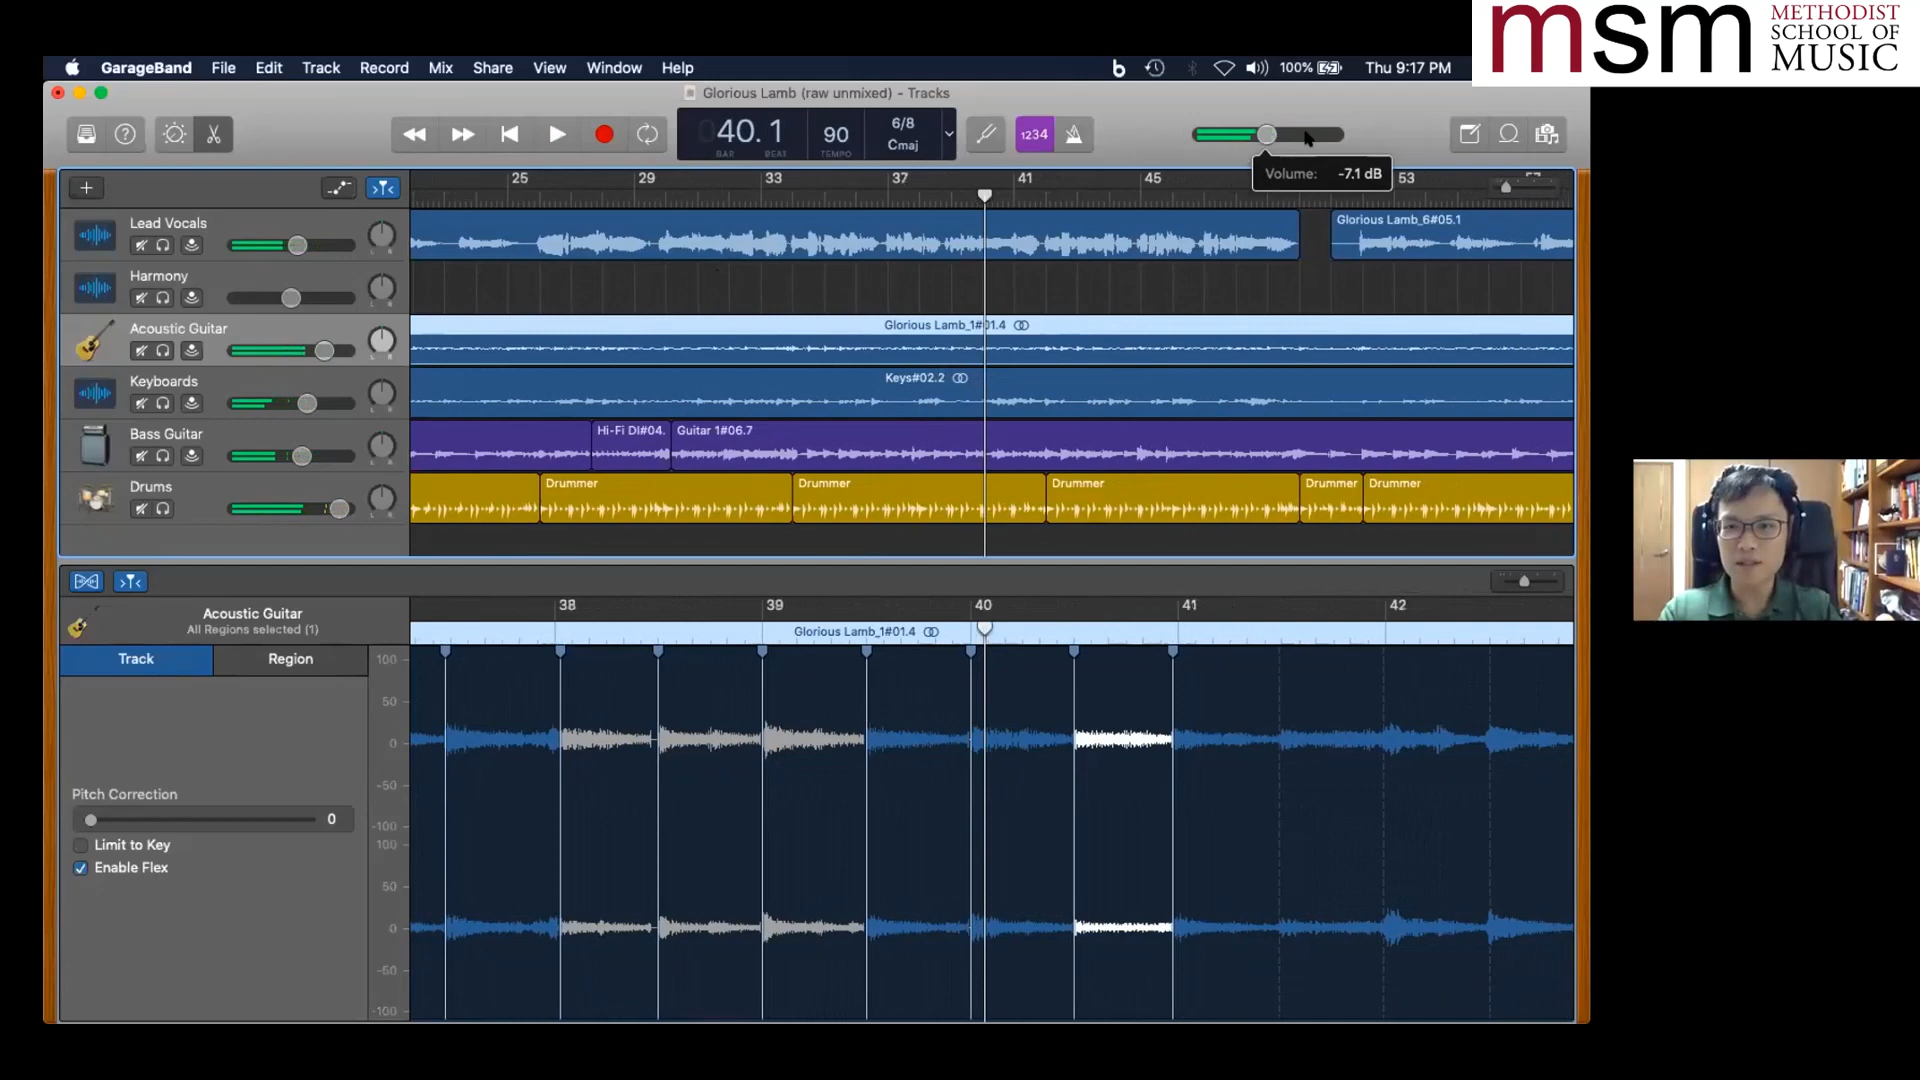 msm
METHODIST
SCHOOL OF
MUSIC
GarageBand File Edit Track Record Mix Share View Window Help
100% Thu 9:17 PM
Glorious Lamb (raw unmixed) - Tracks
40. 1
BAR BEAT
90
TEMPO
6/8
Cmaj
1234
Volume: -7.1 dB
25 29 33 37 41 45 53
Lead Vocals
Glorious Lamb_6#05.1
Harmony
Acoustic Guitar
Glorious Lamb_1#01.4
Keyboards
Keys#02.2
Bass Guitar
Hi-Fi DI#04.
Guitar 1#06.7
Drums
Drummer
Drummer
Drummer
Drummer
Drummer
Acoustic Guitar
All Regions selected (1)
38 39 40 41 42
Glorious Lamb_1#01.4
Track
Region
100
50
0
-50
-100
100
50
0
-50
-100
Pitch Correction
0
Limit to Key
Enable Flex